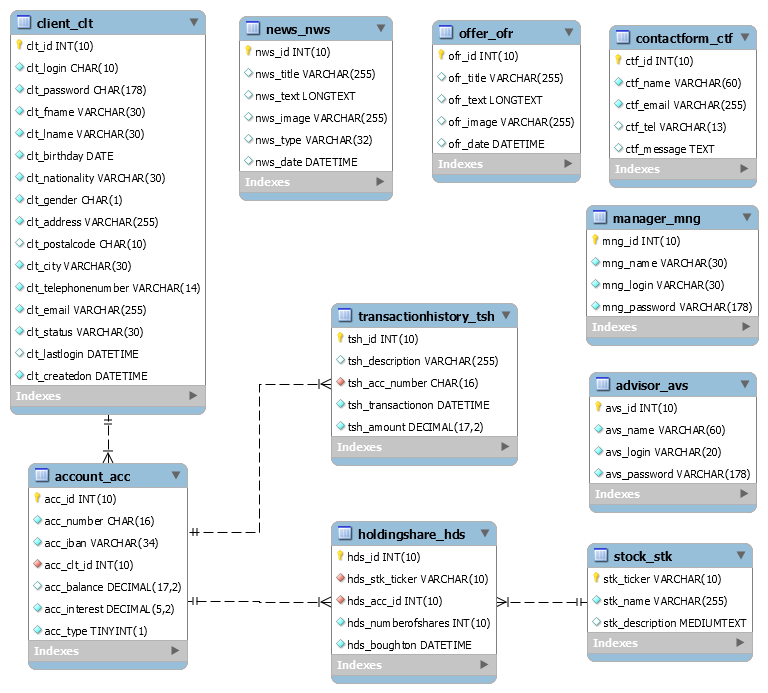 client_clt
clt_id INT(10)
clt_login CHAR(10)
clt_password CHAR(178)
clt_fname VARCHAR(30)
clt_lname VARCHAR(30)
clt_birthday DATE
clt_nationality VARCHAR(30)
clt_gender CHAR(1)
clt_address VARCHAR(255)
clt_postalcode CHAR(10)
clt_city VARCHAR(30)
clt_telephonenumber VARCHAR(14)
clt_email VARCHAR(255)
clt_status VARCHAR(30)
clt_lastlogin DATETIME
clt_createdon DATETIME
Indexes
news_nws
nws_id INT(10)
nws_title VARCHAR(255)
nws_text LONGTEXT
nws_image VARCHAR(255)
nws_type VARCHAR(32)
nws_date DATETIME
Indexes
offer_ofr
ofr_id INT(10)
ofr_title VARCHAR(255)
ofr_text LONGTEXT
ofr_image VARCHAR(255)
ofr_date DATETIME
Indexes
contactform_ctf
ctf_id INT(10)
ctf_name VARCHAR(60)
ctf_email VARCHAR(255)
ctf_tel VARCHAR(13)
ctf_message TEXT
Indexes
manager_mng
mng_id INT(10)
mng_name VARCHAR(30)
mng_login VARCHAR(30)
mng_password VARCHAR(178)
Indexes
transactionhistory_tsh
tsh_id INT(10)
tsh_description VARCHAR(255)
tsh_acc_number CHAR(16)
tsh_transactionon DATETIME
tsh_amount DECIMAL(17,2)
Indexes
advisor_avs
avs_id INT(10)
avs_name VARCHAR(60)
avs_login VARCHAR(20)
avs_password VARCHAR(178)
Indexes
account_acc
acc_id INT(10)
acc_number CHAR(16)
acc_iban VARCHAR(34)
acc_clt_id INT(10)
acc_balance DECIMAL(17,2)
acc_interest DECIMAL(5,2)
acc_type TINYINT(1)
Indexes
holdingshare_hds
hds_id INT(10)
hds_stk_ticker VARCHAR(10)
hds_acc_id INT(10)
hds_numberofshares INT(10)
hds_boughton DATETIME
Indexes
stock_stk
stk_ticker VARCHAR(10)
stk_name VARCHAR(255)
stk_description MEDIUMTEXT
Indexes